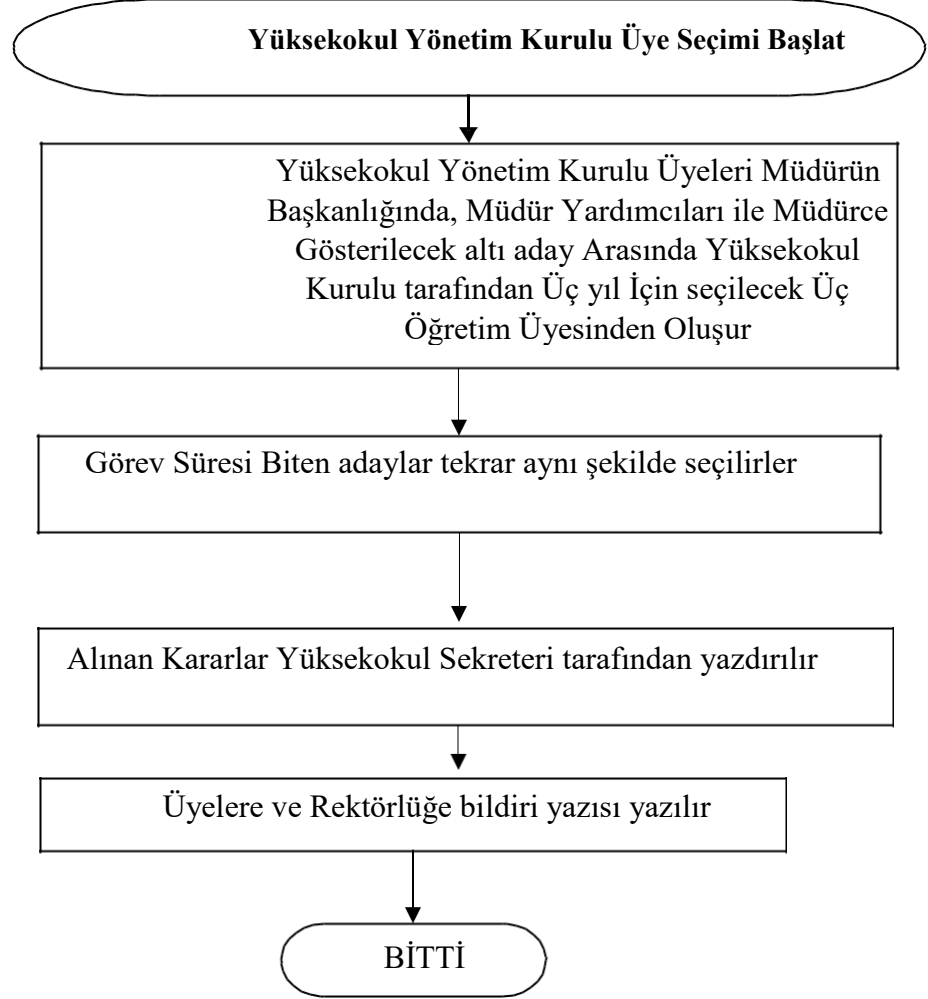 Yüksekokul Yönetim Kurulu Üye Seçimi Başlat
Yüksekokul Yönetim Kurulu Üyeleri Müdürün
Başkanlığında, Müdür Yardımcıları ile Müdürce
Gösterilecek altı aday Arasında Yüksekokul
Kurulu tarafından Üç yıl İçin seçilecek Üç
Öğretim Üyesinden Oluşur
Görev Süresi Biten adaylar tekrar aynı şekilde seçilirler
Alınan Kararlar Yüksekokul Sekreteri tarafından yazdırılır
Üyelere ve Rektörlüğe bildiri yazısı yazılır
BİTTİ